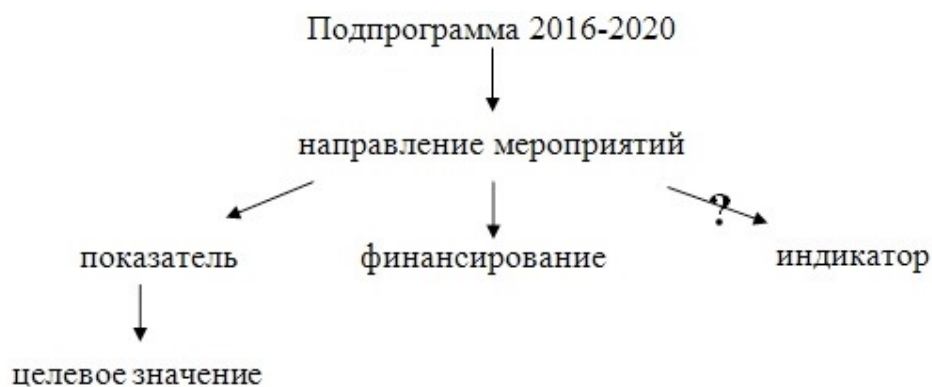 Подпрограмма 2016-2020
направление мероприятий
?
показатель
финансирование
индикатор
целевое значение